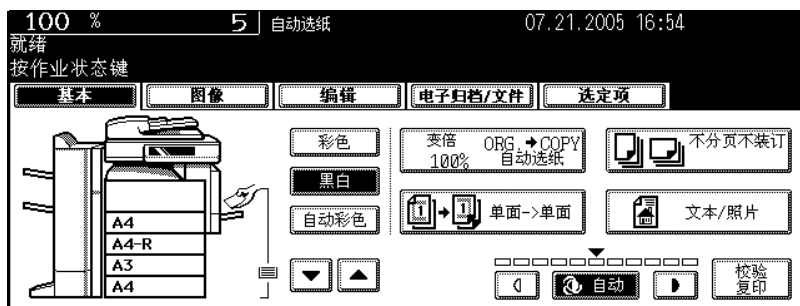 100 % 5 自动选纸 07.21.2005 16:54
就绪
按作业状态键
基本 图像 编辑 电子归档/文件 选定项
彩色
黑白
自动彩色
变倍 ORG.→COPY
100% 自动选纸
不分页不装订
1→1 单面->单面
文本/照片
A4
A4-R
A3
A4
自动
校验
复印